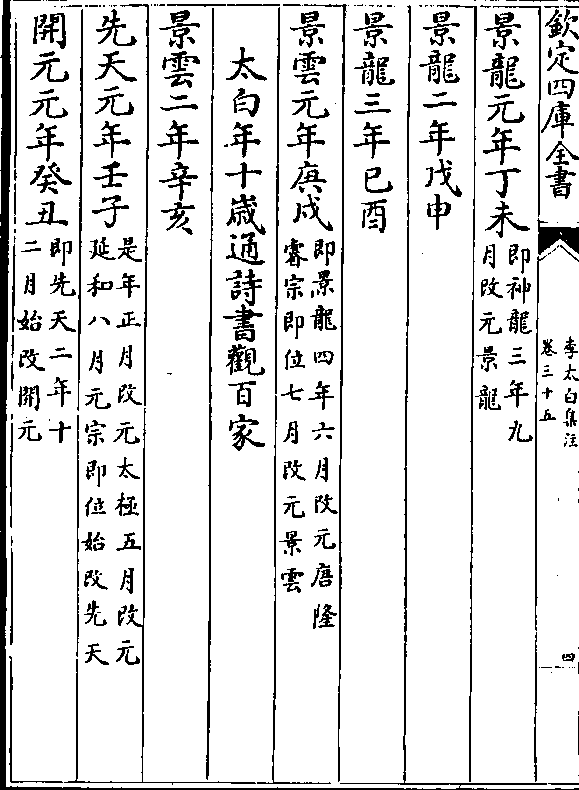 欽定四庫全書
李太白集注
卷三十五
四
景龍元年丁未即神龍三年九
月改元景龍
景龍二年戊申
景龍三年己酉
景雲元年庚戌即景龍四年六月改元唐隆
睿宗即位七月改元景雲
太白年十歲通詩書觀百家
景雲二年辛亥
先天元年壬子是年正月改元太極五月改元
延和八月元宗即位始改先天
開元元年癸丑即先天二年十
二月始改開元